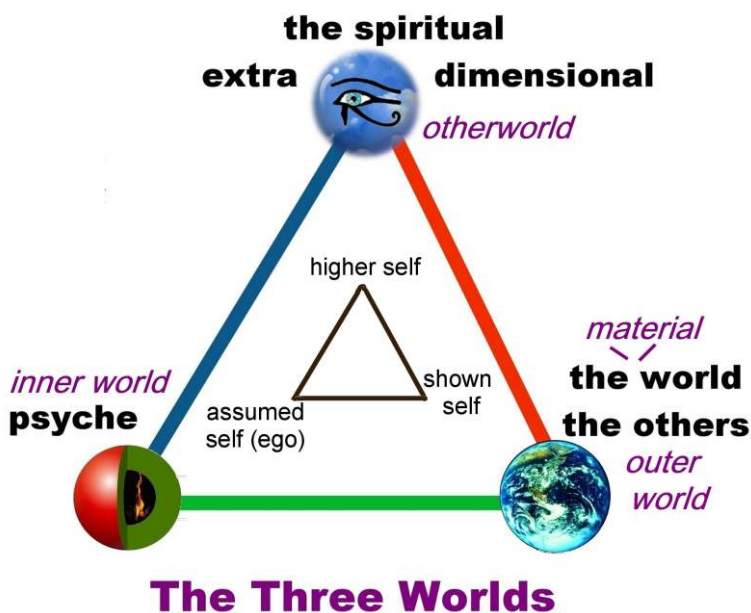 the spiritual
extra dimensional
otherworld
higher self
material
inner world
the world
psyche
assumed
self (ego)
shown
self
the others
outer
world
The Three Worlds